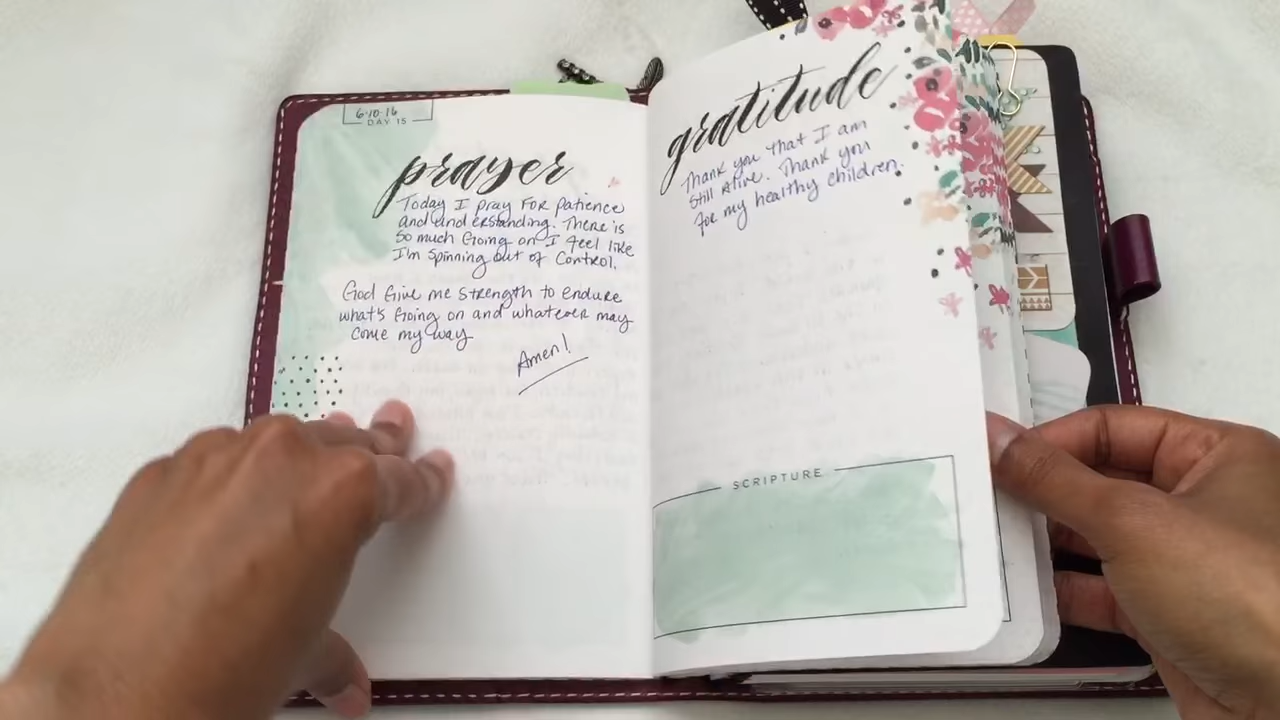 6-10-16
DAY 15
prayer
Today I pray For patience
and understanding. There is
So much Going on I feel like
I'm Spinning out of Control.
God Give me Strength to endure
what's Going on and whatever may
Come my way
Amen!
gratitude
Thank you that I am
Still Alive. Thank you
for my healthy children.
SCRIPTURE